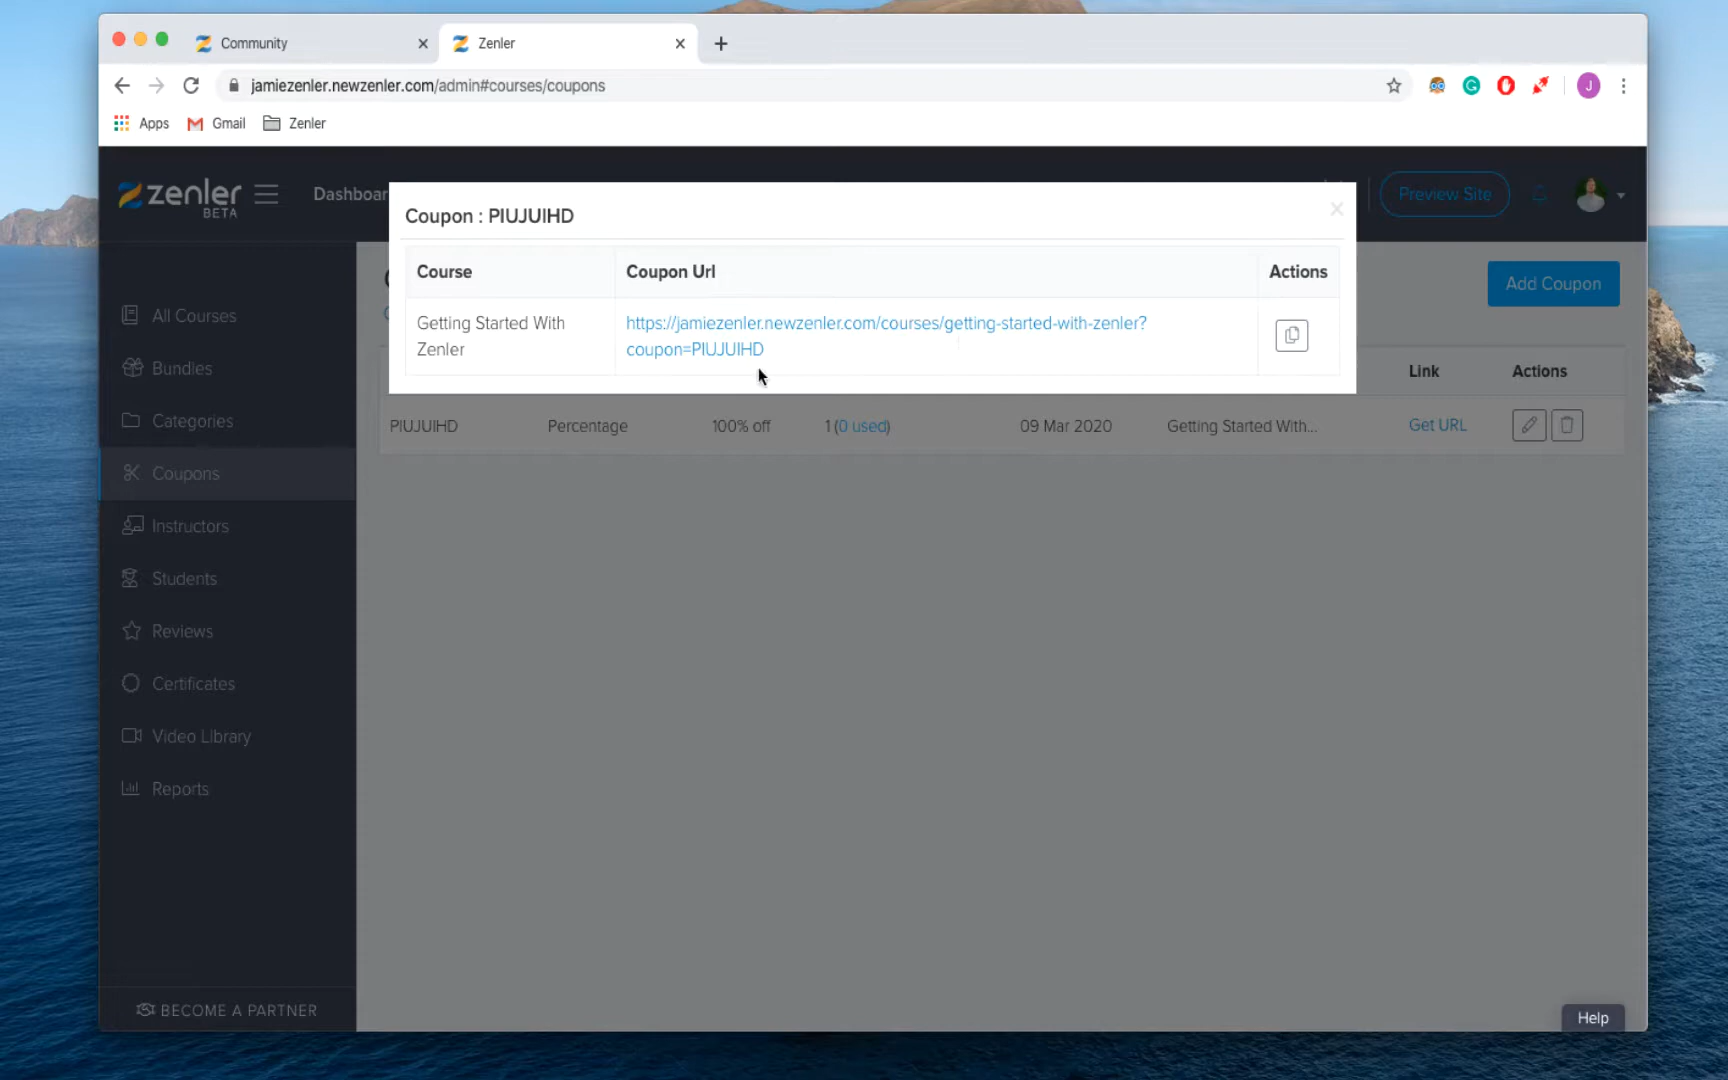 Community
Zenler
jamiezenler.newzenler.com/admin#courses/coupons
J
Apps
Gmail
Zenler
zenler
BETA
Dashboar
Preview Site
Coupon : PIUJUIHD
Course
Coupon Url
Actions
Getting Started With
Zenler
https://jamiezenler.newzenler.com/courses/getting-started-with-zenler?
coupon=PIUJUIHD
Add Coupon
Link
Actions
PIUJUIHD
Percentage
100% off
1 (0 used)
09 Mar 2020
Getting Started With...
Get URL
All Courses
Bundles
Categories
Coupons
Instructors
Students
Reviews
Certificates
Video Library
Reports
BECOME A PARTNER
Help